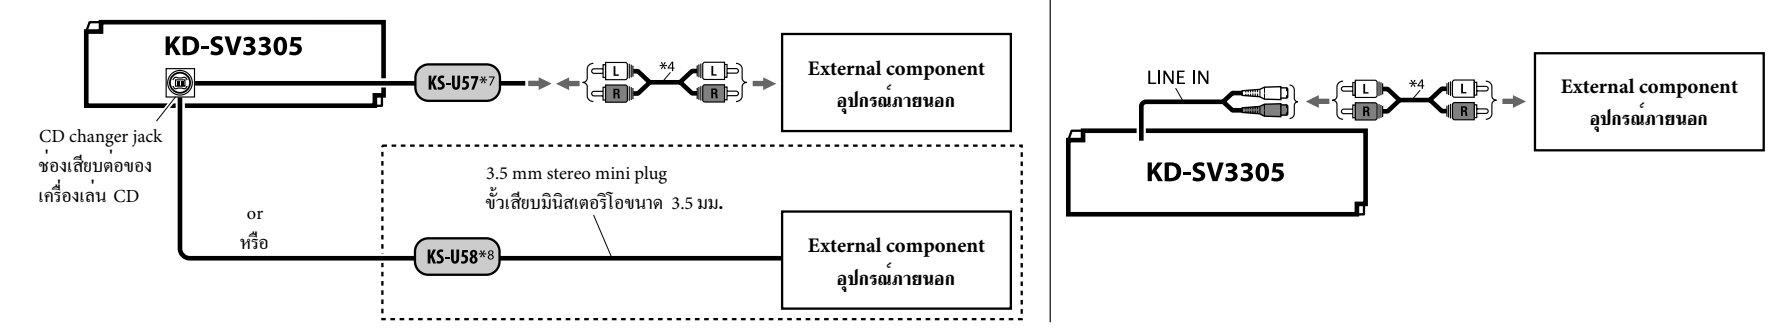 KD-SV3305
CD changer jack
ช่องเสียบต่อของ
เครื่องเล่น CD
KS-U57*7
L
R
*4
L
R
External component
อุปกรณ์ภายนอก
or
หรือ
3.5 mm stereo mini plug
ขั้วเสียบมินิสเตอริโอขนาด 3.5 มม.
KS-U58*8
External component
อุปกรณ์ภายนอก
LINE IN
L
R
*4
L
R
External component
อุปกรณ์ภายนอก
KD-SV3305